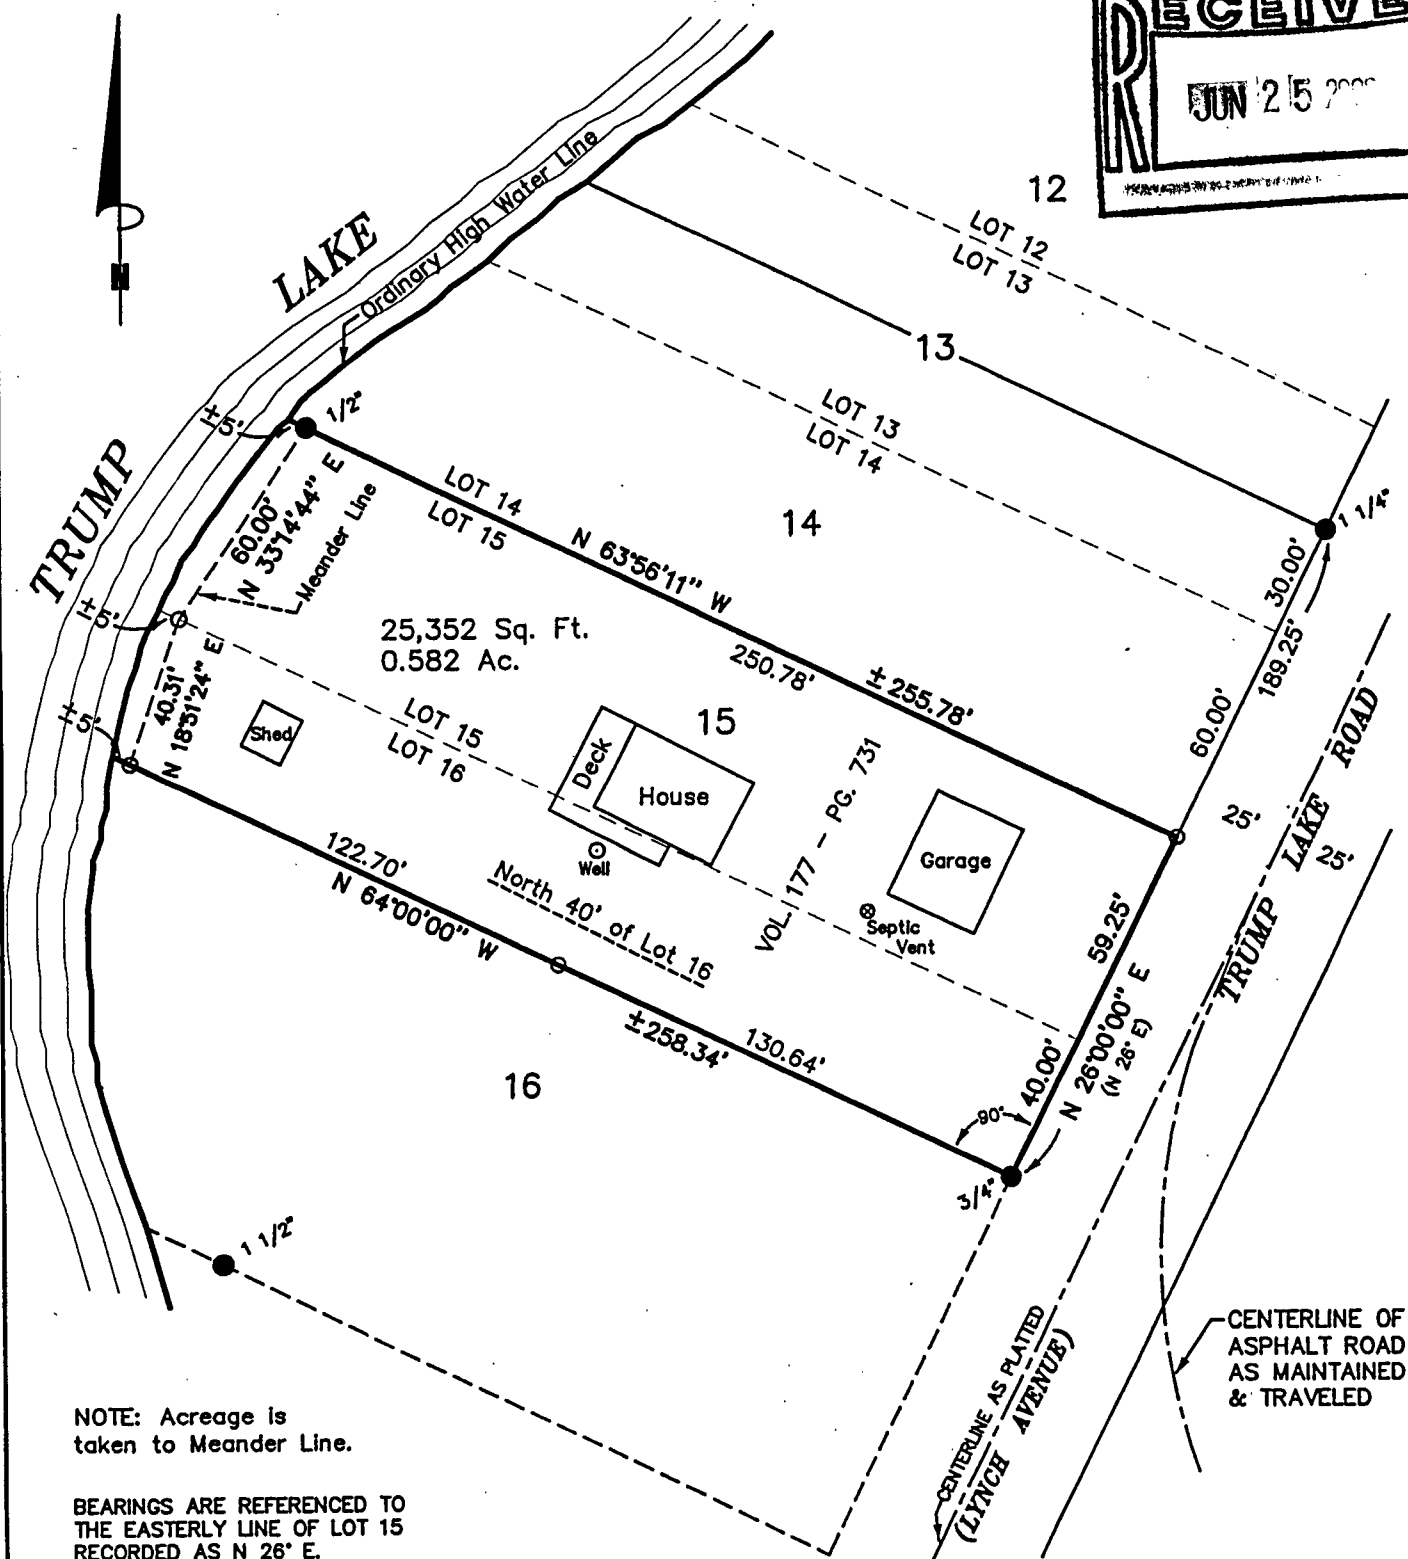 RECEIVE
JUN 25
12
LOT 12
LOT 13
LAKE
Ordinary High Water Line
N
13
LOT 13
LOT 14
±5'
1/2"
1 1/4"
TRUMP
60.00'
N 33°14'44" E
Meander Line
LOT 14
LOT 15
14
N 63°56'11" W
30.00'
189.25'
±5'
25,352 Sq. Ft.
0.582 Ac.
250.78'
±255.78'
60.00'
40.31'
N 18°51'24" E
±5'
Shed
LOT 15
LOT 16
15
Deck
House
Well
VOL. 177 – PG. 731
Garage
Septic
Vent
25'
25'
TRUMP LAKE ROAD
122.70'
N 64°00'00" W
North 40' of Lot 16
59.25'
N 26°00'00" E
(N 26° E)
40.00'
90°
±258.34'
130.64'
16
3/4"
1 1/2"
CENTERLINE AS PLATTED
(LYNCH AVENUE)
CENTERLINE OF
ASPHALT ROAD
AS MAINTAINED
& TRAVELED
NOTE: Acreage is
taken to Meander Line.
BEARINGS ARE REFERENCED TO
THE EASTERLY LINE OF LOT 15
RECORDED AS N 26° E.